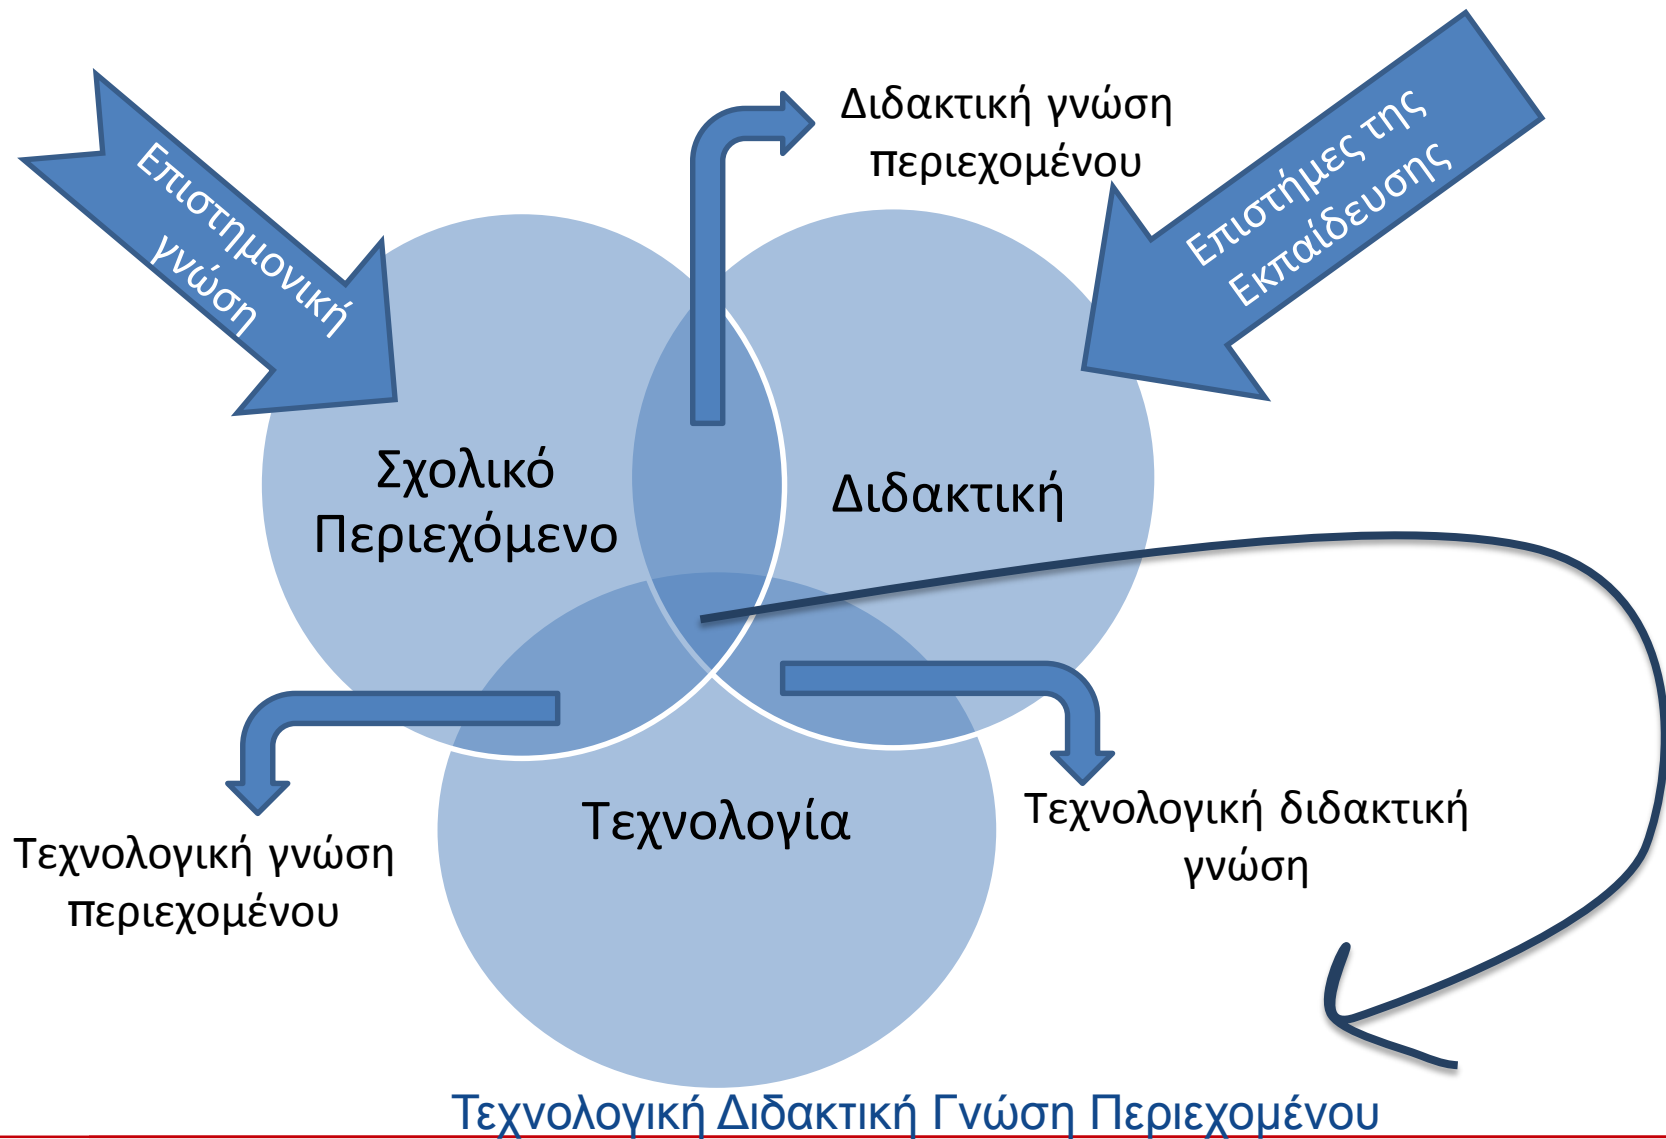 Διδακτική γνώση
περιεχομένου
Επιστημονική
γνώση
Επιστήμες της
Εκπαίδευσης
Σχολικό
Περιεχόμενο
Διδακτική
Τεχνολογία
Τεχνολογική γνώση
περιεχομένου
Τεχνολογική διδακτική
γνώση
Τεχνολογική Διδακτική Γνώση Περιεχομένου